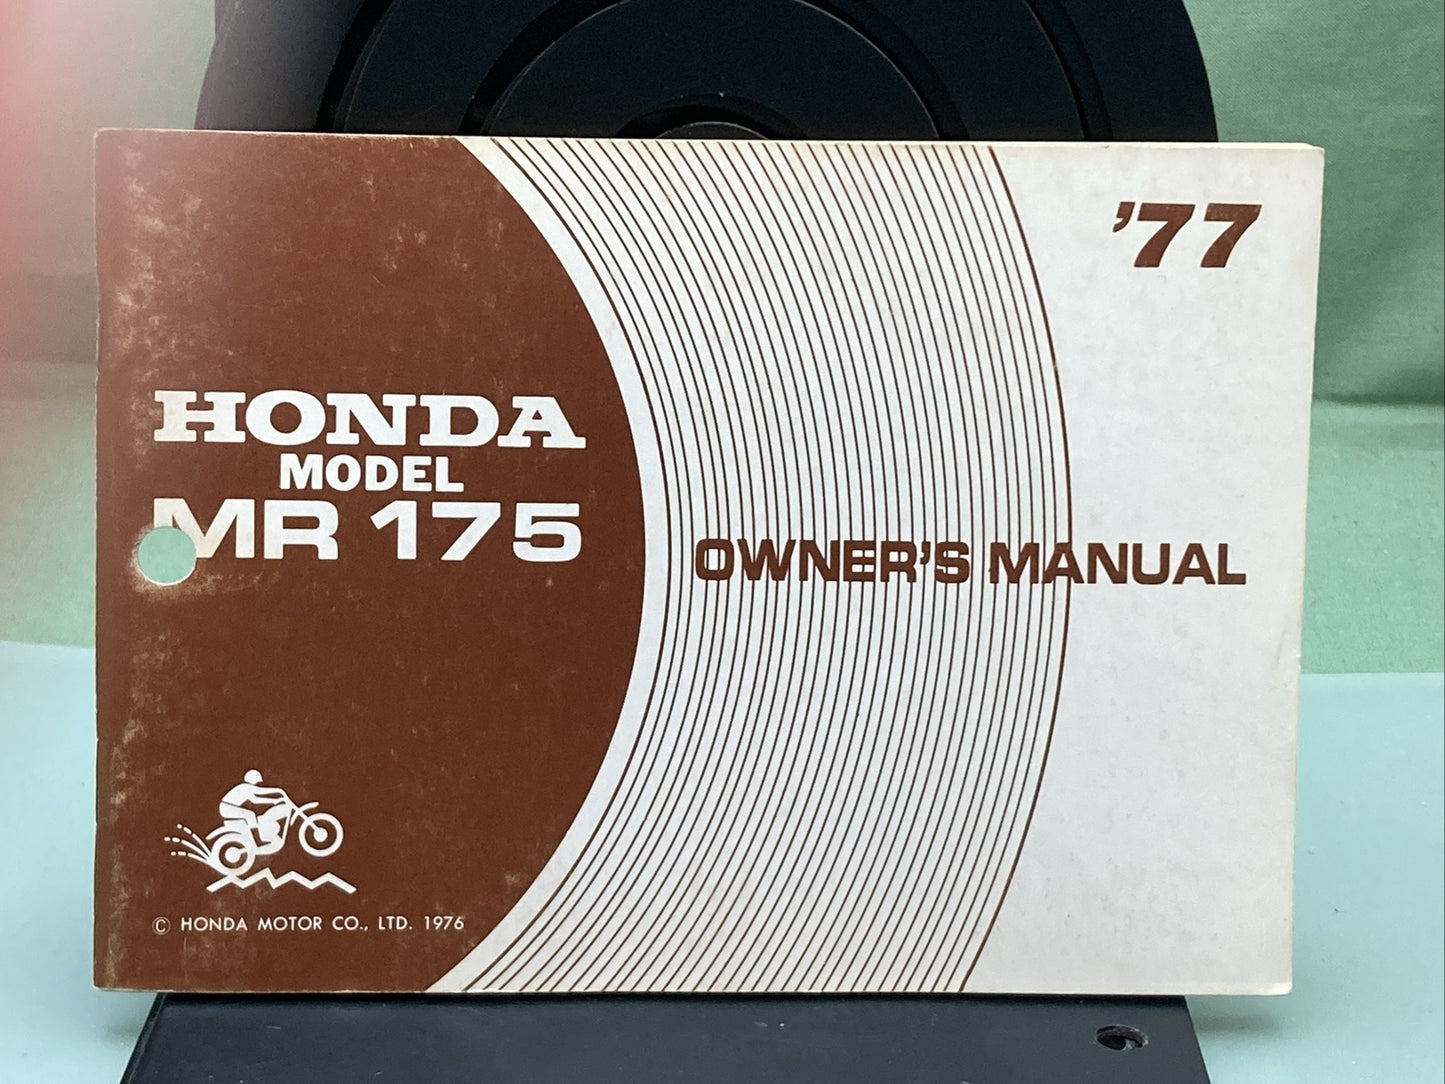 '77
HONDA
MODEL
MR 175
OWNER'S MANUAL
© HONDA MOTOR CO., LTD. 1976